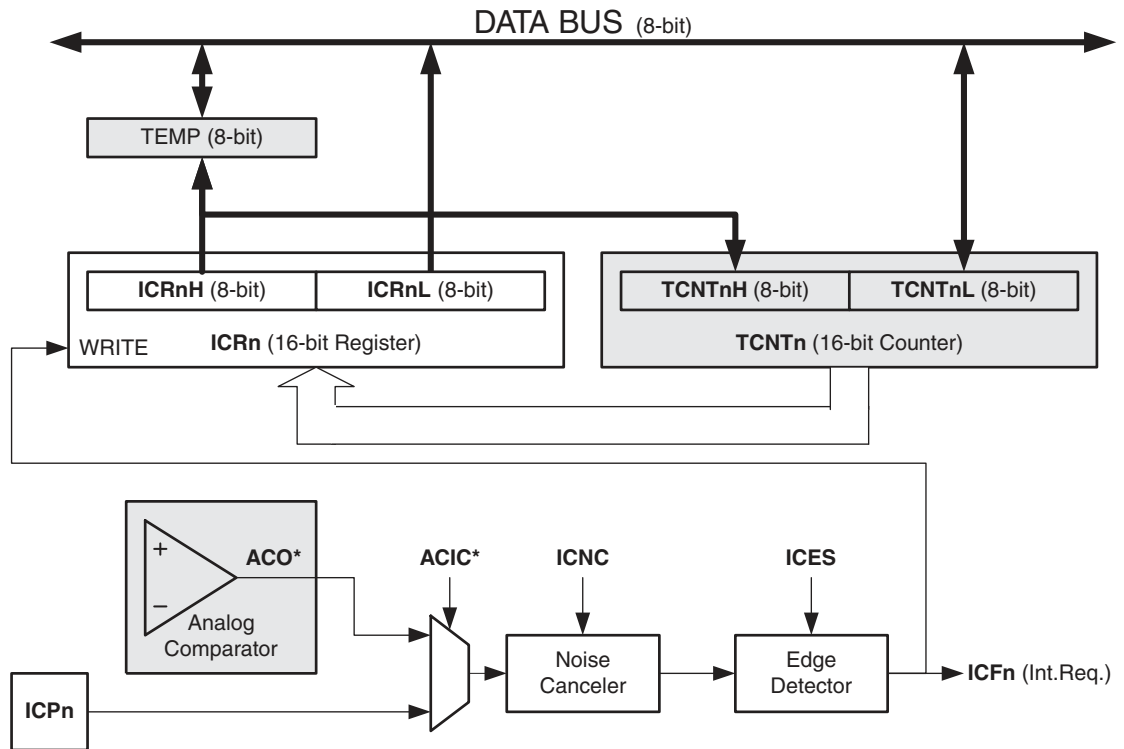 DATA BUS (8-bit)
TEMP (8-bit)
ICRnH (8-bit) ICRnL (8-bit)
WRITE ICRn (16-bit Register)
TCNTnH (8-bit) TCNTnL (8-bit)
TCNTn (16-bit Counter)
+
−
ACO*
Analog
Comparator
ACIC*
ICNC
ICES
Noise
Canceler
Edge
Detector
ICFn (Int.Req.)
ICPn